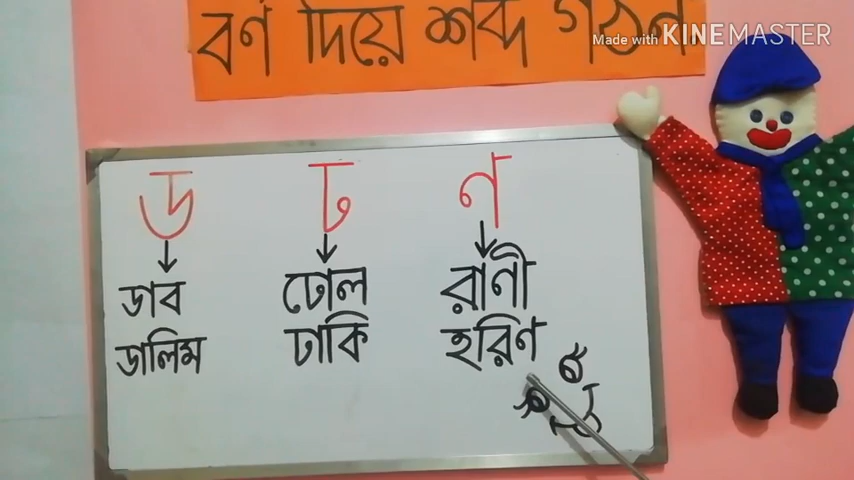 বর্ণ দিয়ে শব্দ গঠন.
Made with KINEMASTER
ড ঢ ণ
ডাব ঢোল রাণী
ডালিম ঢাকি হরিণ